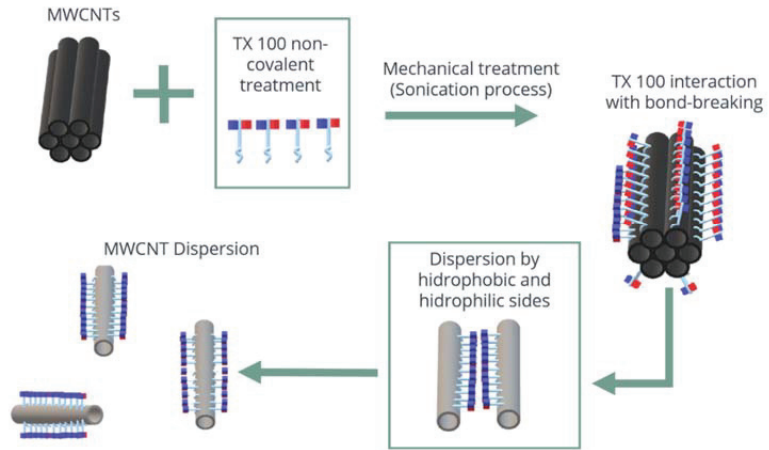 MWCNTs
TX 100 non-
covalent
treatment
Mechanical treatment
(Sonication process)
TX 100 interaction
with bond-breaking
MWCNT Dispersion
Dispersion by
hidrophobic and
hidrophilic sides